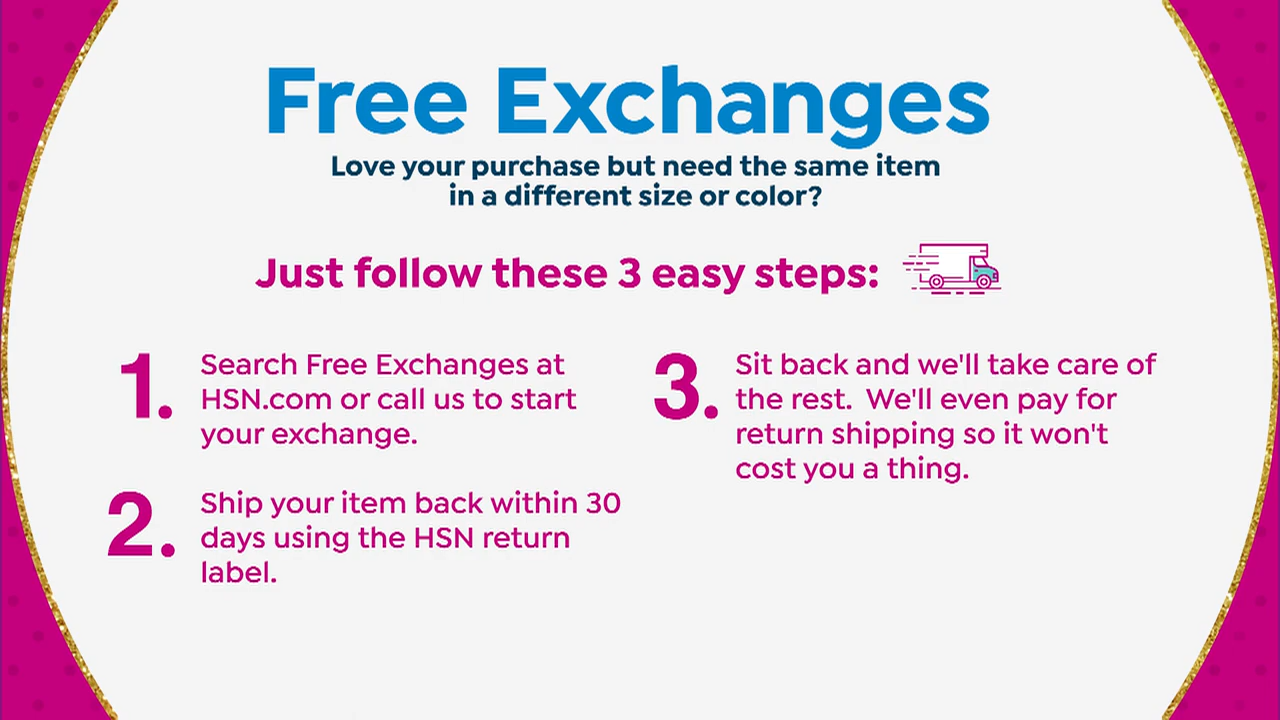 Free Exchanges
Love your purchase but need the same item
in a different size or color?
Just follow these 3 easy steps:
1. Search Free Exchanges at
HSN.com or call us to start
your exchange.
2. Ship your item back within 30
days using the HSN return
label.
3. Sit back and we'll take care of
the rest.  We'll even pay for
return shipping so it won't
cost you a thing.